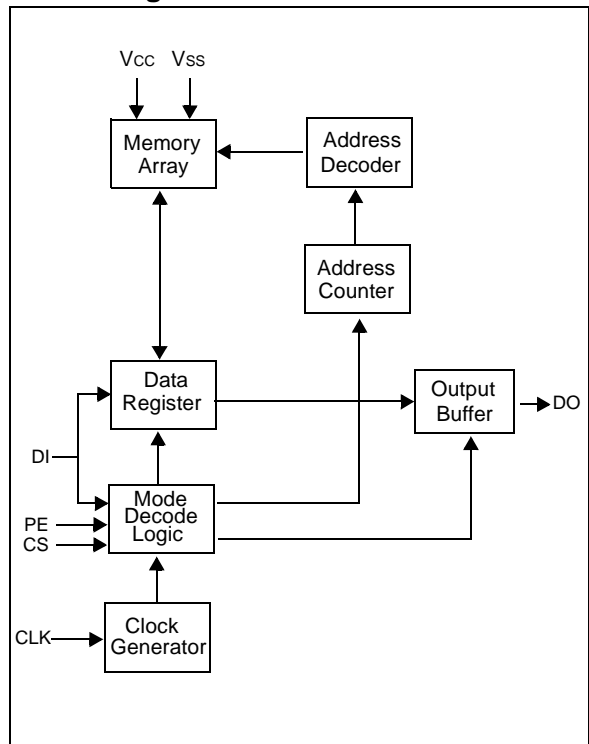 Vcc Vss
Memory
Array
Address
Decoder
Address
Counter
Data
Register
Output
Buffer
DO
DI
Mode
Decode
Logic
PE
CS
CLK
Clock
Generator